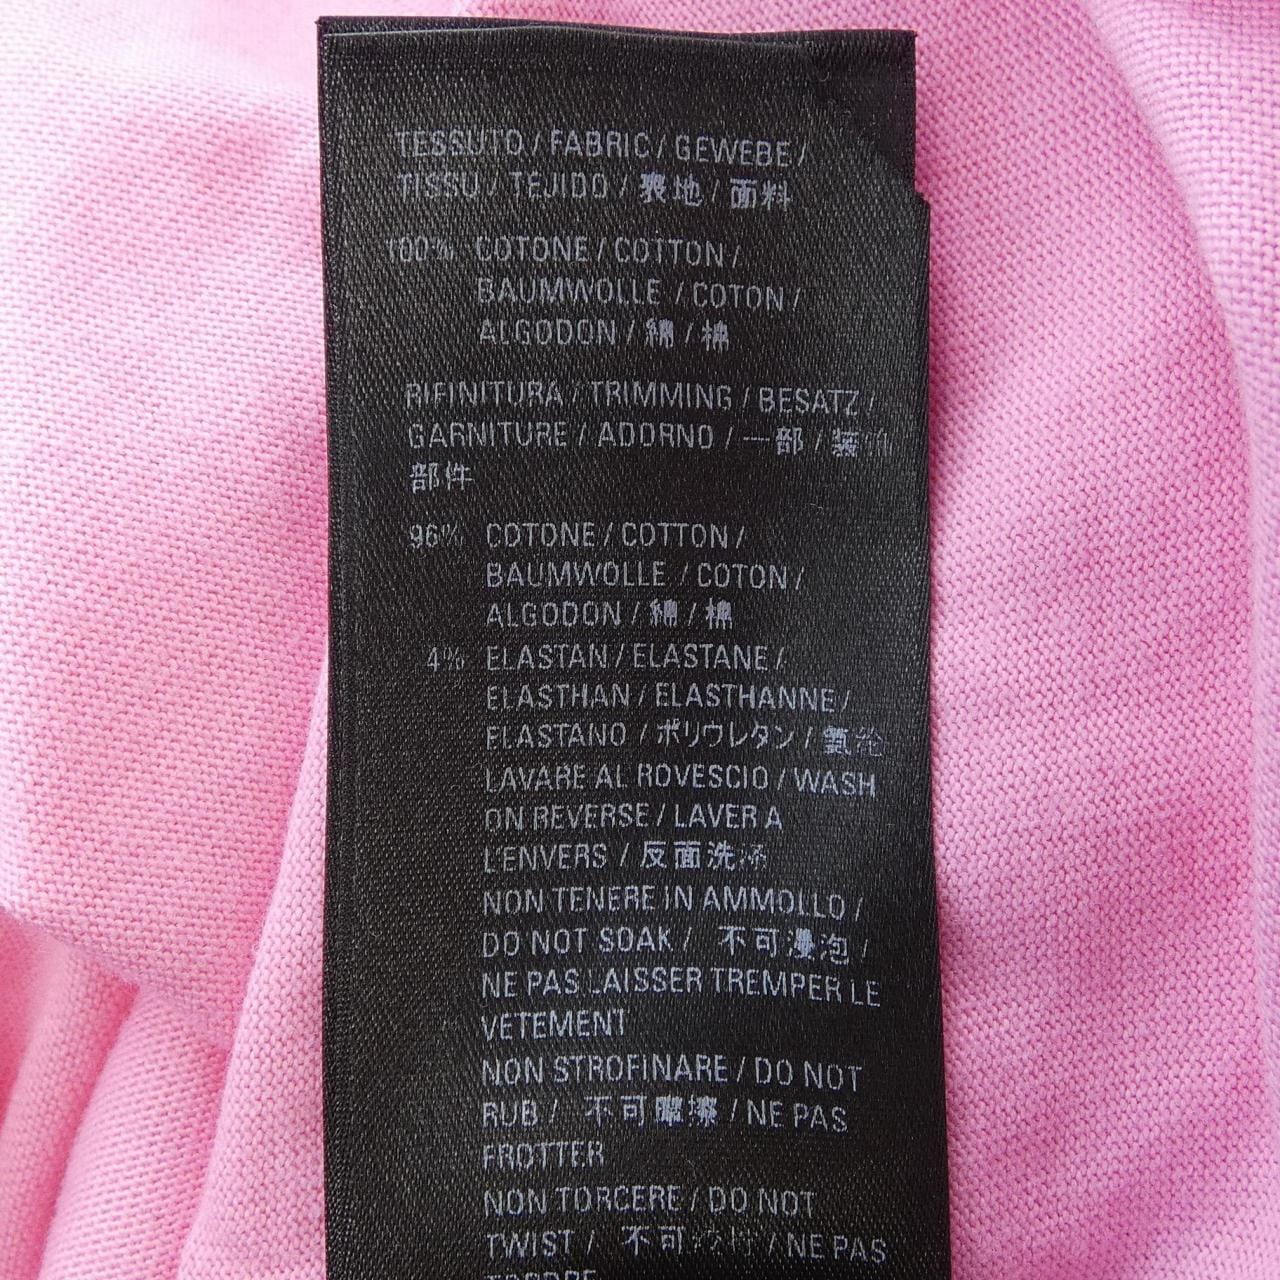 TESSUTO / FABRIC / GEWEBE /
TISSU / TEJIDO / 表地 / 面料
100% COTONE / COTTON /
BAUMWOLLE / COTON /
ALGODON / 綿 / 棉
RIFINITURA / TRIMMING / BESATZ /
GARNITURE / ADORNO / 一部 / 装饰
部件
96% COTONE / COTTON /
BAUMWOLLE / COTON /
ALGODON / 綿 / 棉
4% ELASTAN / ELASTANE /
ELASTHAN / ELASTHANNE /
ELASTANO / ポリウレタン / 氨纶
LAVARE AL ROVESCIO / WASH
ON REVERSE / LAVER A
L'ENVERS / 反面洗涤
NON TENERE IN AMMOLLO /
DO NOT SOAK / 不可浸泡 /
NE PAS LAISSER TREMPER LE
VETEMENT
NON STROFINARE / DO NOT
RUB / 不可摩擦 / NE PAS
FROTTER
NON TORCERE / DO NOT
TWIST / 不可 / NE PAS